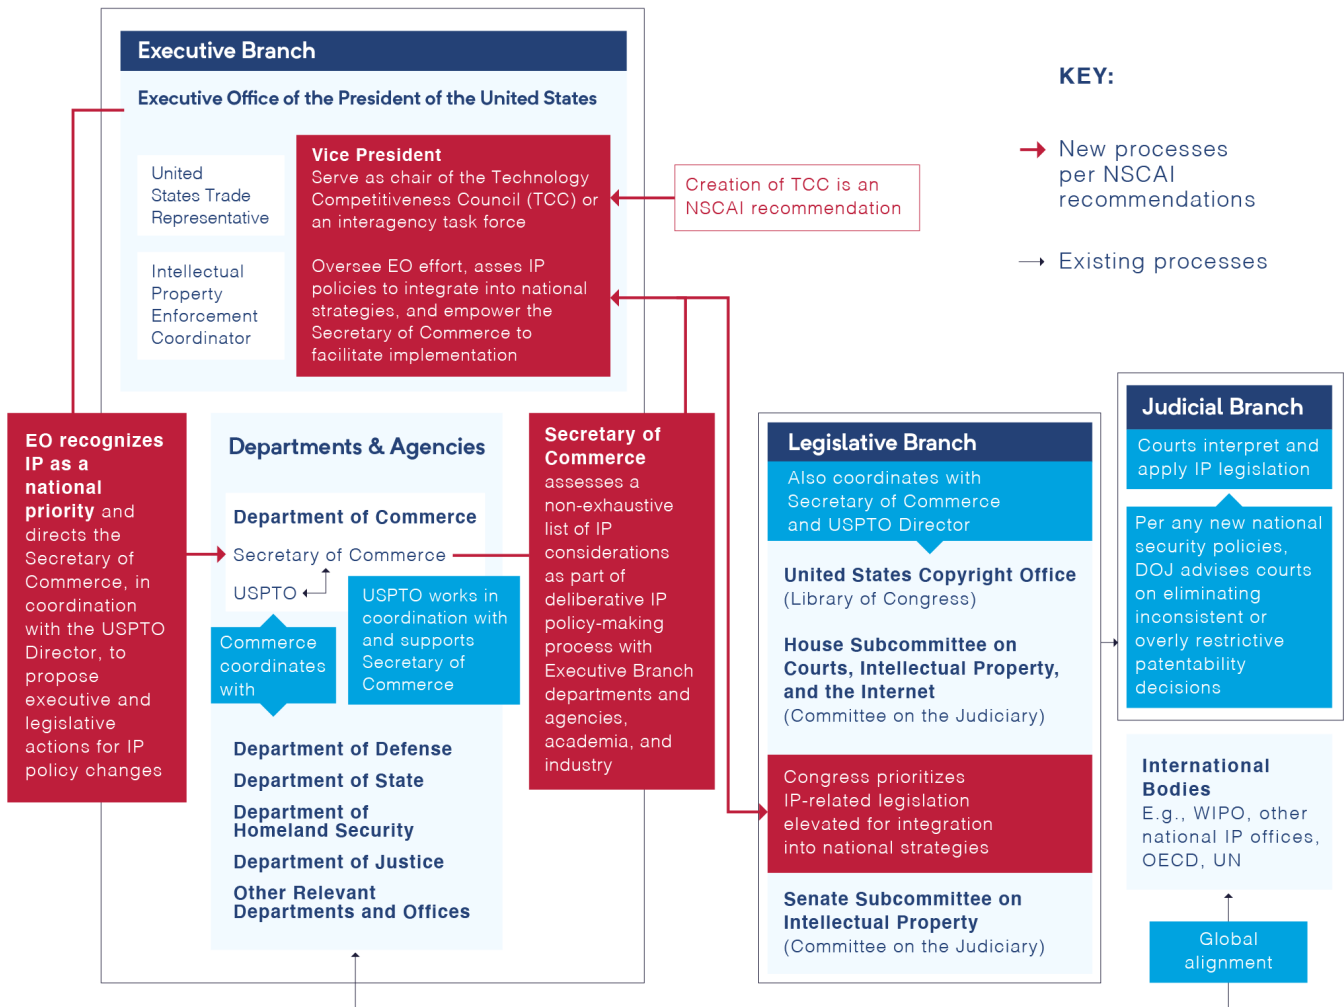 Executive Branch
Executive Office of the President of the United States
United
States Trade
Representative
Intellectual
Property
Enforcement
Coordinator
Vice President
Serve as chair of the Technology
Competitiveness Council (TCC) or
an interagency task force
Oversee EO effort, asses IP
policies to integrate into national
strategies, and empower the
Secretary of Commerce to
facilitate implementation
Creation of TCC is an
NSCAI recommendation
KEY:
New processes
per NSCAI
recommendations
Existing processes
EO recognizes
IP as a
national
priority and
directs the
Secretary of
Commerce, in
coordination
with the USPTO
Director, to
propose
executive and
legislative
actions for IP
policy changes
Departments & Agencies
Department of Commerce
Secretary of Commerce
USPTO
USPTO works in
coordination with
and supports
Secretary of
Commerce
Commerce
coordinates
with
Department of Defense
Department of State
Department of
Homeland Security
Department of Justice
Other Relevant
Departments and Offices
Secretary of
Commerce
assesses a
non-exhaustive
list of IP
considerations
as part of
deliberative IP
policy-making
process with
Executive Branch
departments and
agencies,
academia, and
industry
Legislative Branch
Also coordinates with
Secretary of Commerce
and USPTO Director
United States Copyright Office
(Library of Congress)
House Subcommittee on
Courts, Intellectual Property,
and the Internet
(Committee on the Judiciary)
Congress prioritizes
IP-related legislation
elevated for integration
into national strategies
Senate Subcommittee on
Intellectual Property
(Committee on the Judiciary)
Judicial Branch
Courts interpret and
apply IP legislation
Per any new national
security policies,
DOJ advises courts
on eliminating
inconsistent or
overly restrictive
patentability
decisions
International
Bodies
E.g., WIPO, other
national IP offices,
OECD, UN
Global
alignment